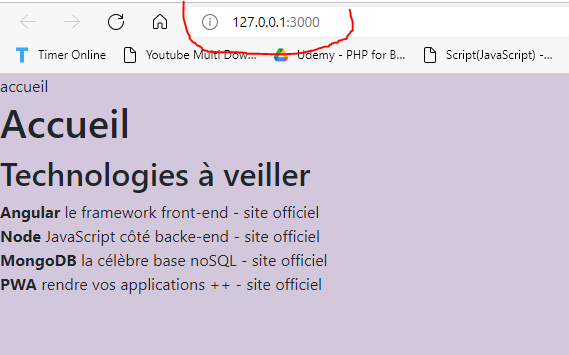 127.0.0.1:3000
Timer Online
Youtube Multi Dow...
Udemy - PHP for B...
Script(JavaScript) -...
accueil
Accueil
Technologies à veiller
Angular le framework front-end - site officiel
Node JavaScript côté backe-end - site officiel
MongoDB la célèbre base noSQL - site officiel
PWA rendre vos applications ++ - site officiel